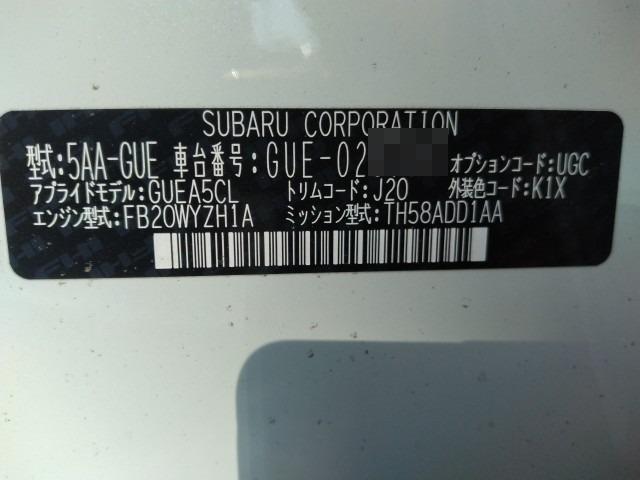 SUBARU CORPORATION
型式:5AA-GUE 車台番号:GUE-02 オプションコード:UGC
アプライドモデル:GUEA5CL トリムコード:J20 外装色コード:K1X
エンジン型式:FB20WYZH1A ミッション型式:TH58ADD1AA